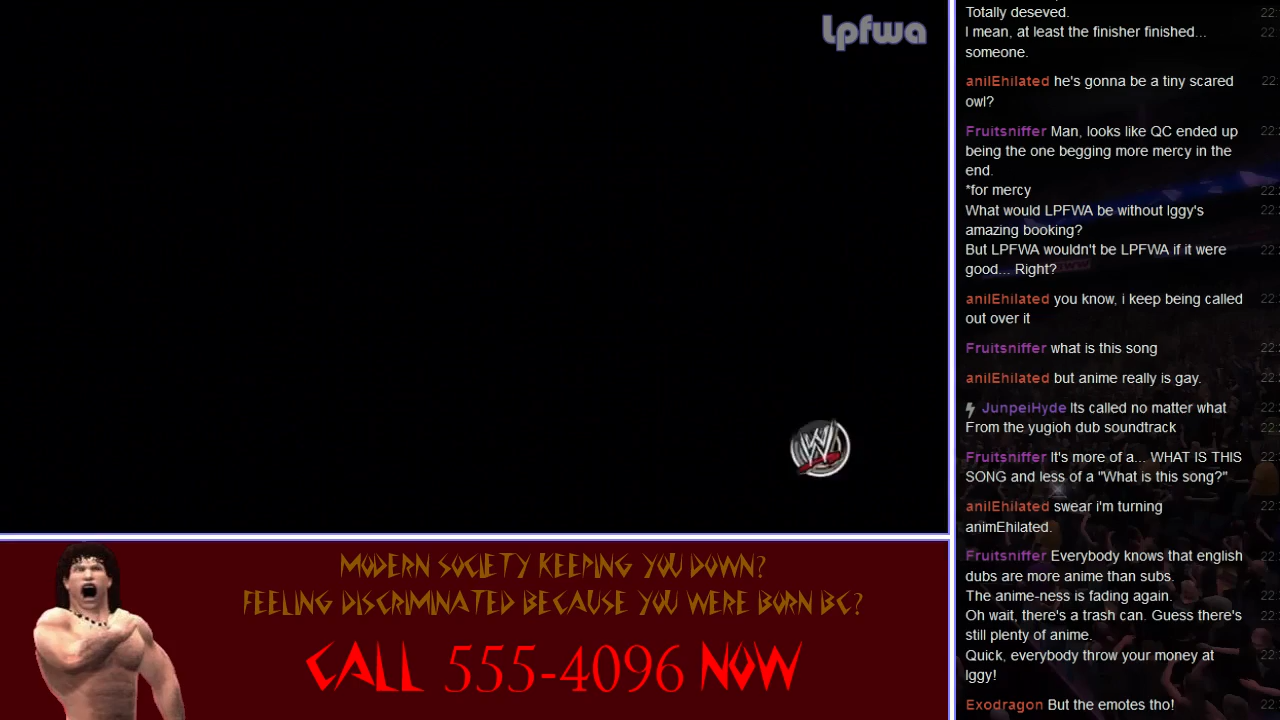 Lpfwa
W
MODERN SOCIETY KEEPING YOU DOWN?
FEELING DISCRIMINATED BECAUSE YOU WERE BORN BC?
CALL 555-4096 NOW
Totally deseved.
I mean, at least the finisher finished...
someone.
anilEhilated he's gonna be a tiny scared
owl?
Fruitsniffer Man, looks like QC ended up
being the one begging more mercy in the
end.
*for mercy
What would LPFWA be without Iggy's
amazing booking?
But LPFWA wouldn't be LPFWA if it were
good... Right?
anilEhilated you know, i keep being called
out over it
Fruitsniffer what is this song
anilEhilated but anime really is gay.
JunpeiHyde Its called no matter what
From the yugioh dub soundtrack
Fruitsniffer It's more of a... WHAT IS THIS
SONG and less of a "What is this song?"
anilEhilated swear i'm turning
animEhilated.
Fruitsniffer Everybody knows that english
dubs are more anime than subs.
The anime-ness is fading again.
Oh wait, there's a trash can. Guess there's
still plenty of anime.
Quick, everybody throw your money at
Iggy!
Exodragon But the emotes tho!